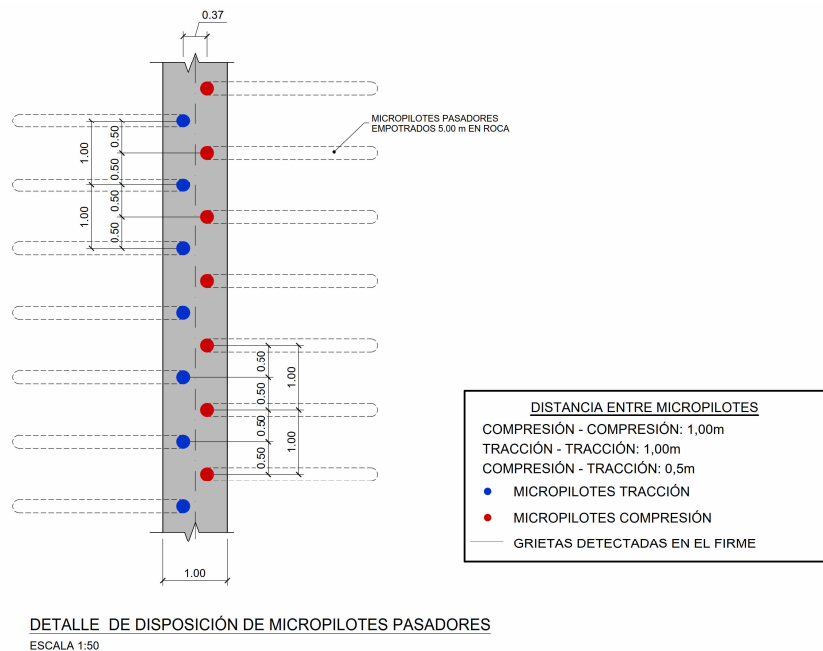 0.37
MICROPILOTES PASADORES
EMPOTRADOS 5.00 m EN ROCA
1.00
1.00
0.50
0.50
0.50
0.50
0.50
0.50
0.50
0.50
1.00
1.00
1.00
DISTANCIA ENTRE MICROPILOTES
COMPRESIÓN - COMPRESIÓN: 1,00m
TRACCIÓN - TRACCIÓN: 1,00m
COMPRESIÓN - TRACCIÓN: 0,5m
MICROPILOTES TRACCIÓN
MICROPILOTES COMPRESIÓN
GRIETAS DETECTADAS EN EL FIRME
DETALLE DE DISPOSICIÓN DE MICROPILOTES PASADORES
ESCALA 1:50